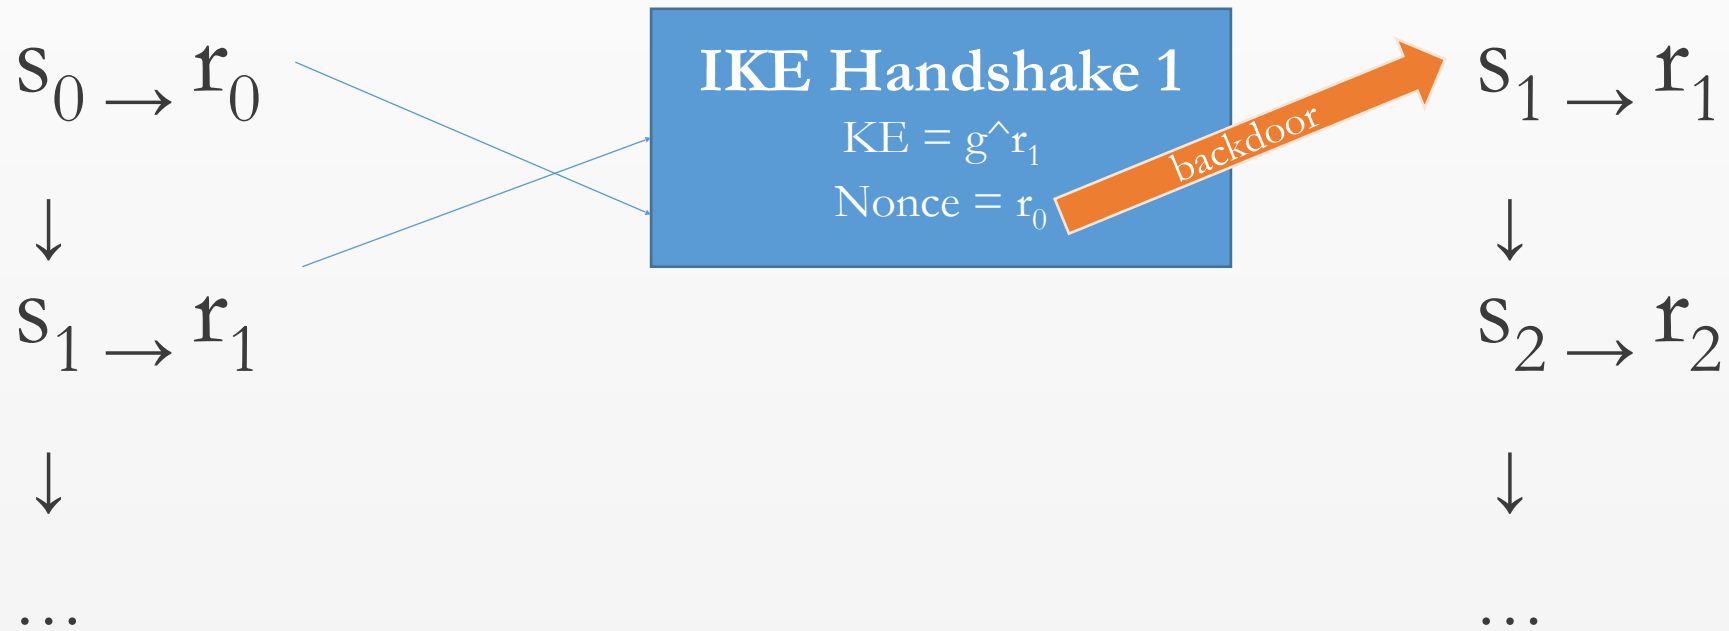 s₀ → r₀
↓
s₁ → r₁
↓
…
IKE Handshake 1
KE = g^r₁
Nonce = r₀
backdoor
s₁ → r₁
↓
s₂ → r₂
↓
…